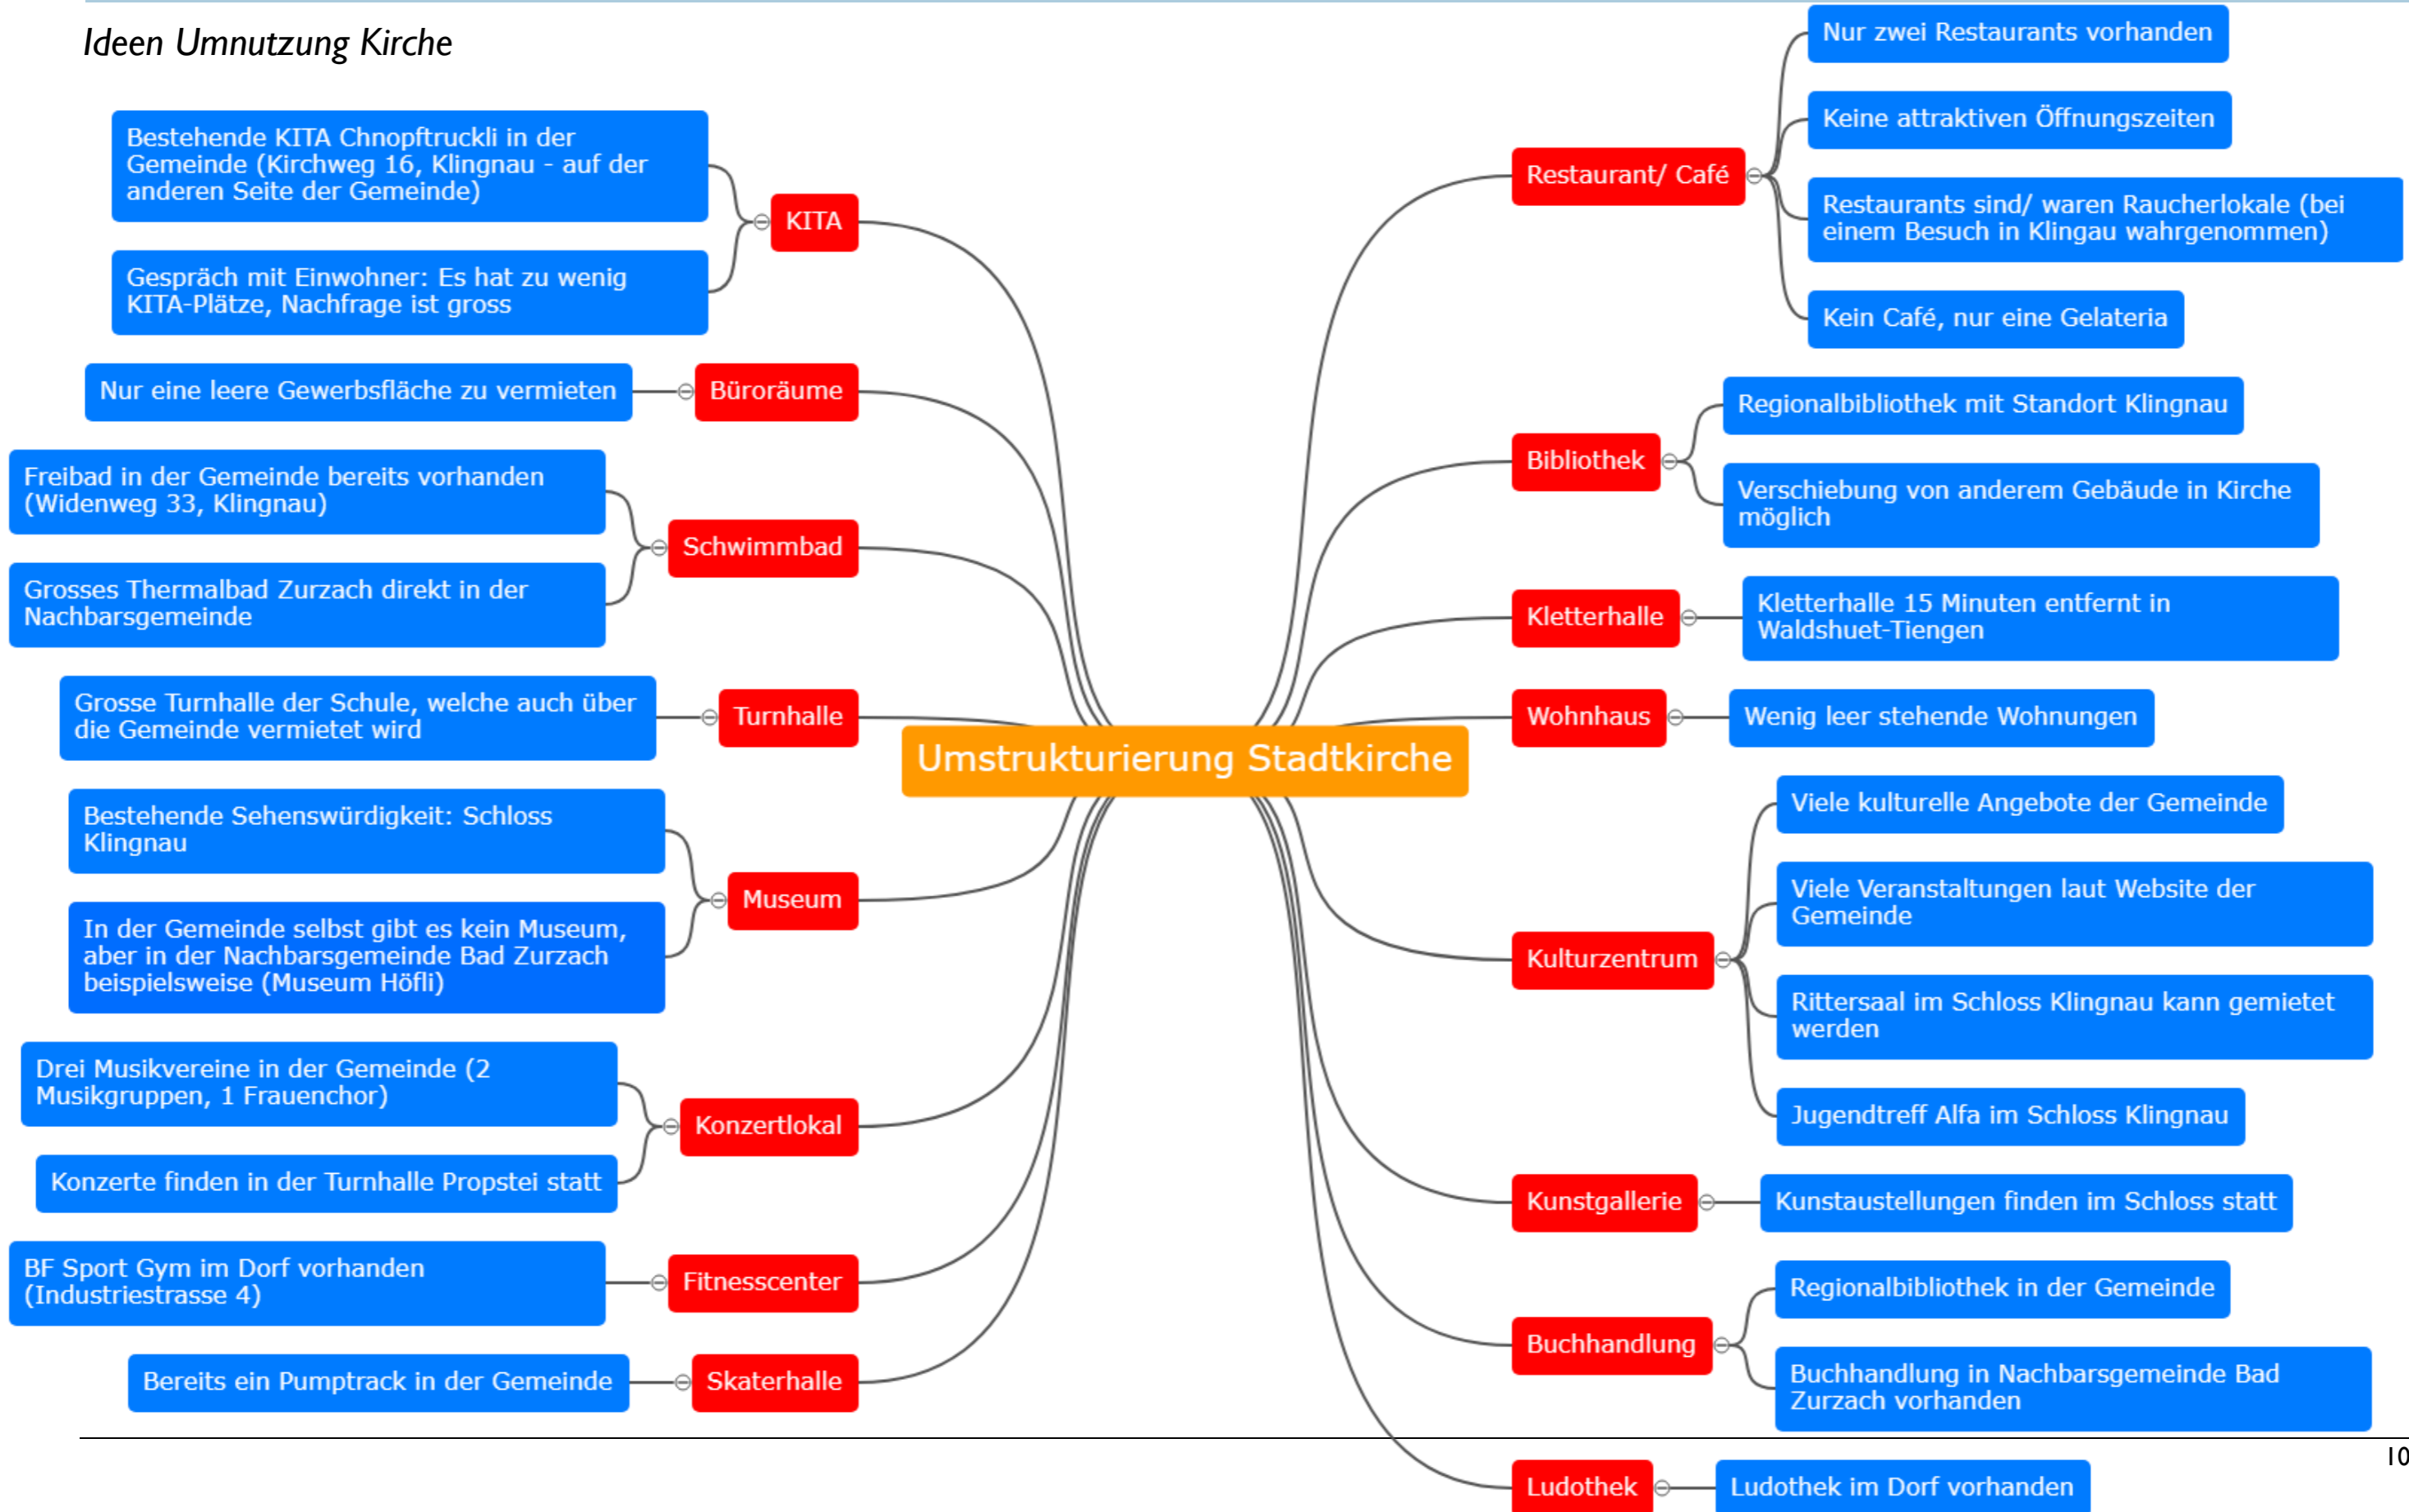 Ideen Umnutzung Kirche
Bestehende KITA Chnopftruckli in der
Gemeinde (Kirchweg 16, Klingnau - auf der
anderen Seite der Gemeinde)
Gespräch mit Einwohner: Es hat zu wenig
KITA-Plätze, Nachfrage ist gross
KITA
Nur eine leere Gewerbsfläche zu vermieten
Büroräume
Freibad in der Gemeinde bereits vorhanden
(Widenweg 33, Klingnau)
Grosses Thermalbad Zurzach direkt in der
Nachbarsgemeinde
Schwimmbad
Grosse Turnhalle der Schule, welche auch über
die Gemeinde vermietet wird
Turnhalle
Bestehende Sehenswürdigkeit: Schloss
Klingnau
In der Gemeinde selbst gibt es kein Museum,
aber in der Nachbarsgemeinde Bad Zurzach
beispielsweise (Museum Höfli)
Museum
Drei Musikvereine in der Gemeinde (2
Musikgruppen, 1 Frauenchor)
Konzerte finden in der Turnhalle Propstei statt
Konzertlokal
BF Sport Gym im Dorf vorhanden
(Industriestrasse 4)
Fitnesscenter
Bereits ein Pumptrack in der Gemeinde
Skaterhalle
Umstrukturierung Stadtkirche
Restaurant/ Café
Nur zwei Restaurants vorhanden
Keine attraktiven Öffnungszeiten
Restaurants sind/ waren Raucherlokale (bei
einem Besuch in Klingau wahrgenommen)
Kein Café, nur eine Gelateria
Bibliothek
Regionalbibliothek mit Standort Klingnau
Verschiebung von anderem Gebäude in Kirche
möglich
Kletterhalle
Kletterhalle 15 Minuten entfernt in
Waldshuet-Tiengen
Wohnhaus
Wenig leer stehende Wohnungen
Kulturzentrum
Viele kulturelle Angebote der Gemeinde
Viele Veranstaltungen laut Website der
Gemeinde
Rittersaal im Schloss Klingnau kann gemietet
werden
Jugendtreff Alfa im Schloss Klingnau
Kunstgallerie
Kunstaustellungen finden im Schloss statt
Buchhandlung
Regionalbibliothek in der Gemeinde
Buchhandlung in Nachbarsgemeinde Bad
Zurzach vorhanden
Ludothek
Ludothek im Dorf vorhanden
10